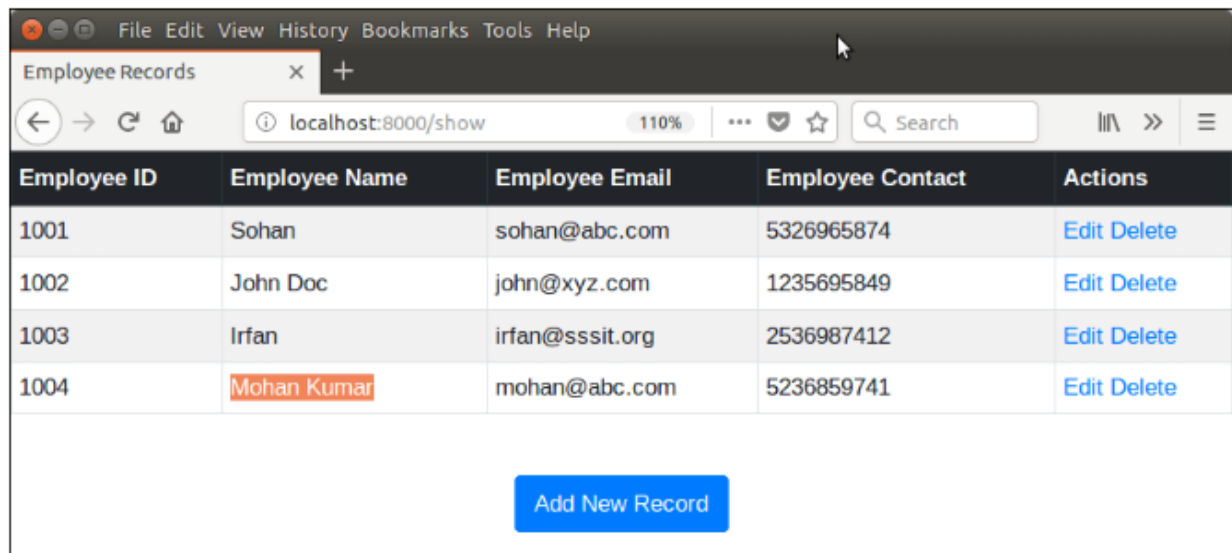 File Edit View History Bookmarks Tools Help
Employee Records
localhost:8000/show 110% Search
Employee ID Employee Name Employee Email Employee Contact Actions
1001 Sohan sohan@abc.com 5326965874 Edit Delete
1002 John Doc john@xyz.com 1235695849 Edit Delete
1003 Irfan irfan@sssit.org 2536987412 Edit Delete
1004 Mohan Kumar mohan@abc.com 5236859741 Edit Delete
Add New Record